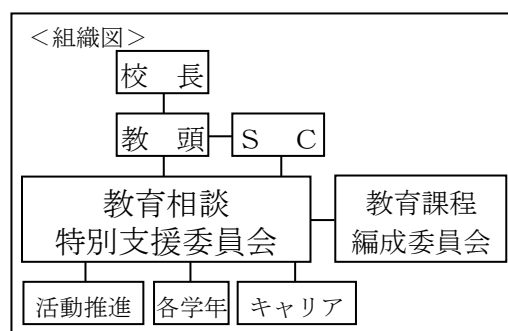 ＜組織図＞
校　長
教　頭
Ｓ　Ｃ
教育相談
特別支援委員会
教育課程
編成委員会
活動推進
各学年
キャリア